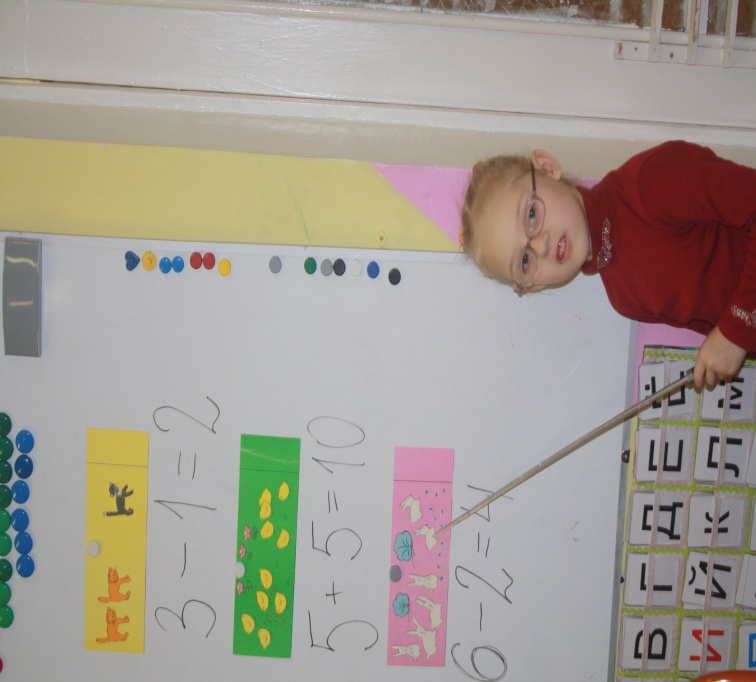 3 − 1 = 2
5 + 5 = 10
6 − 2 = 4
В Г Д Е Ё
И Й К Л М